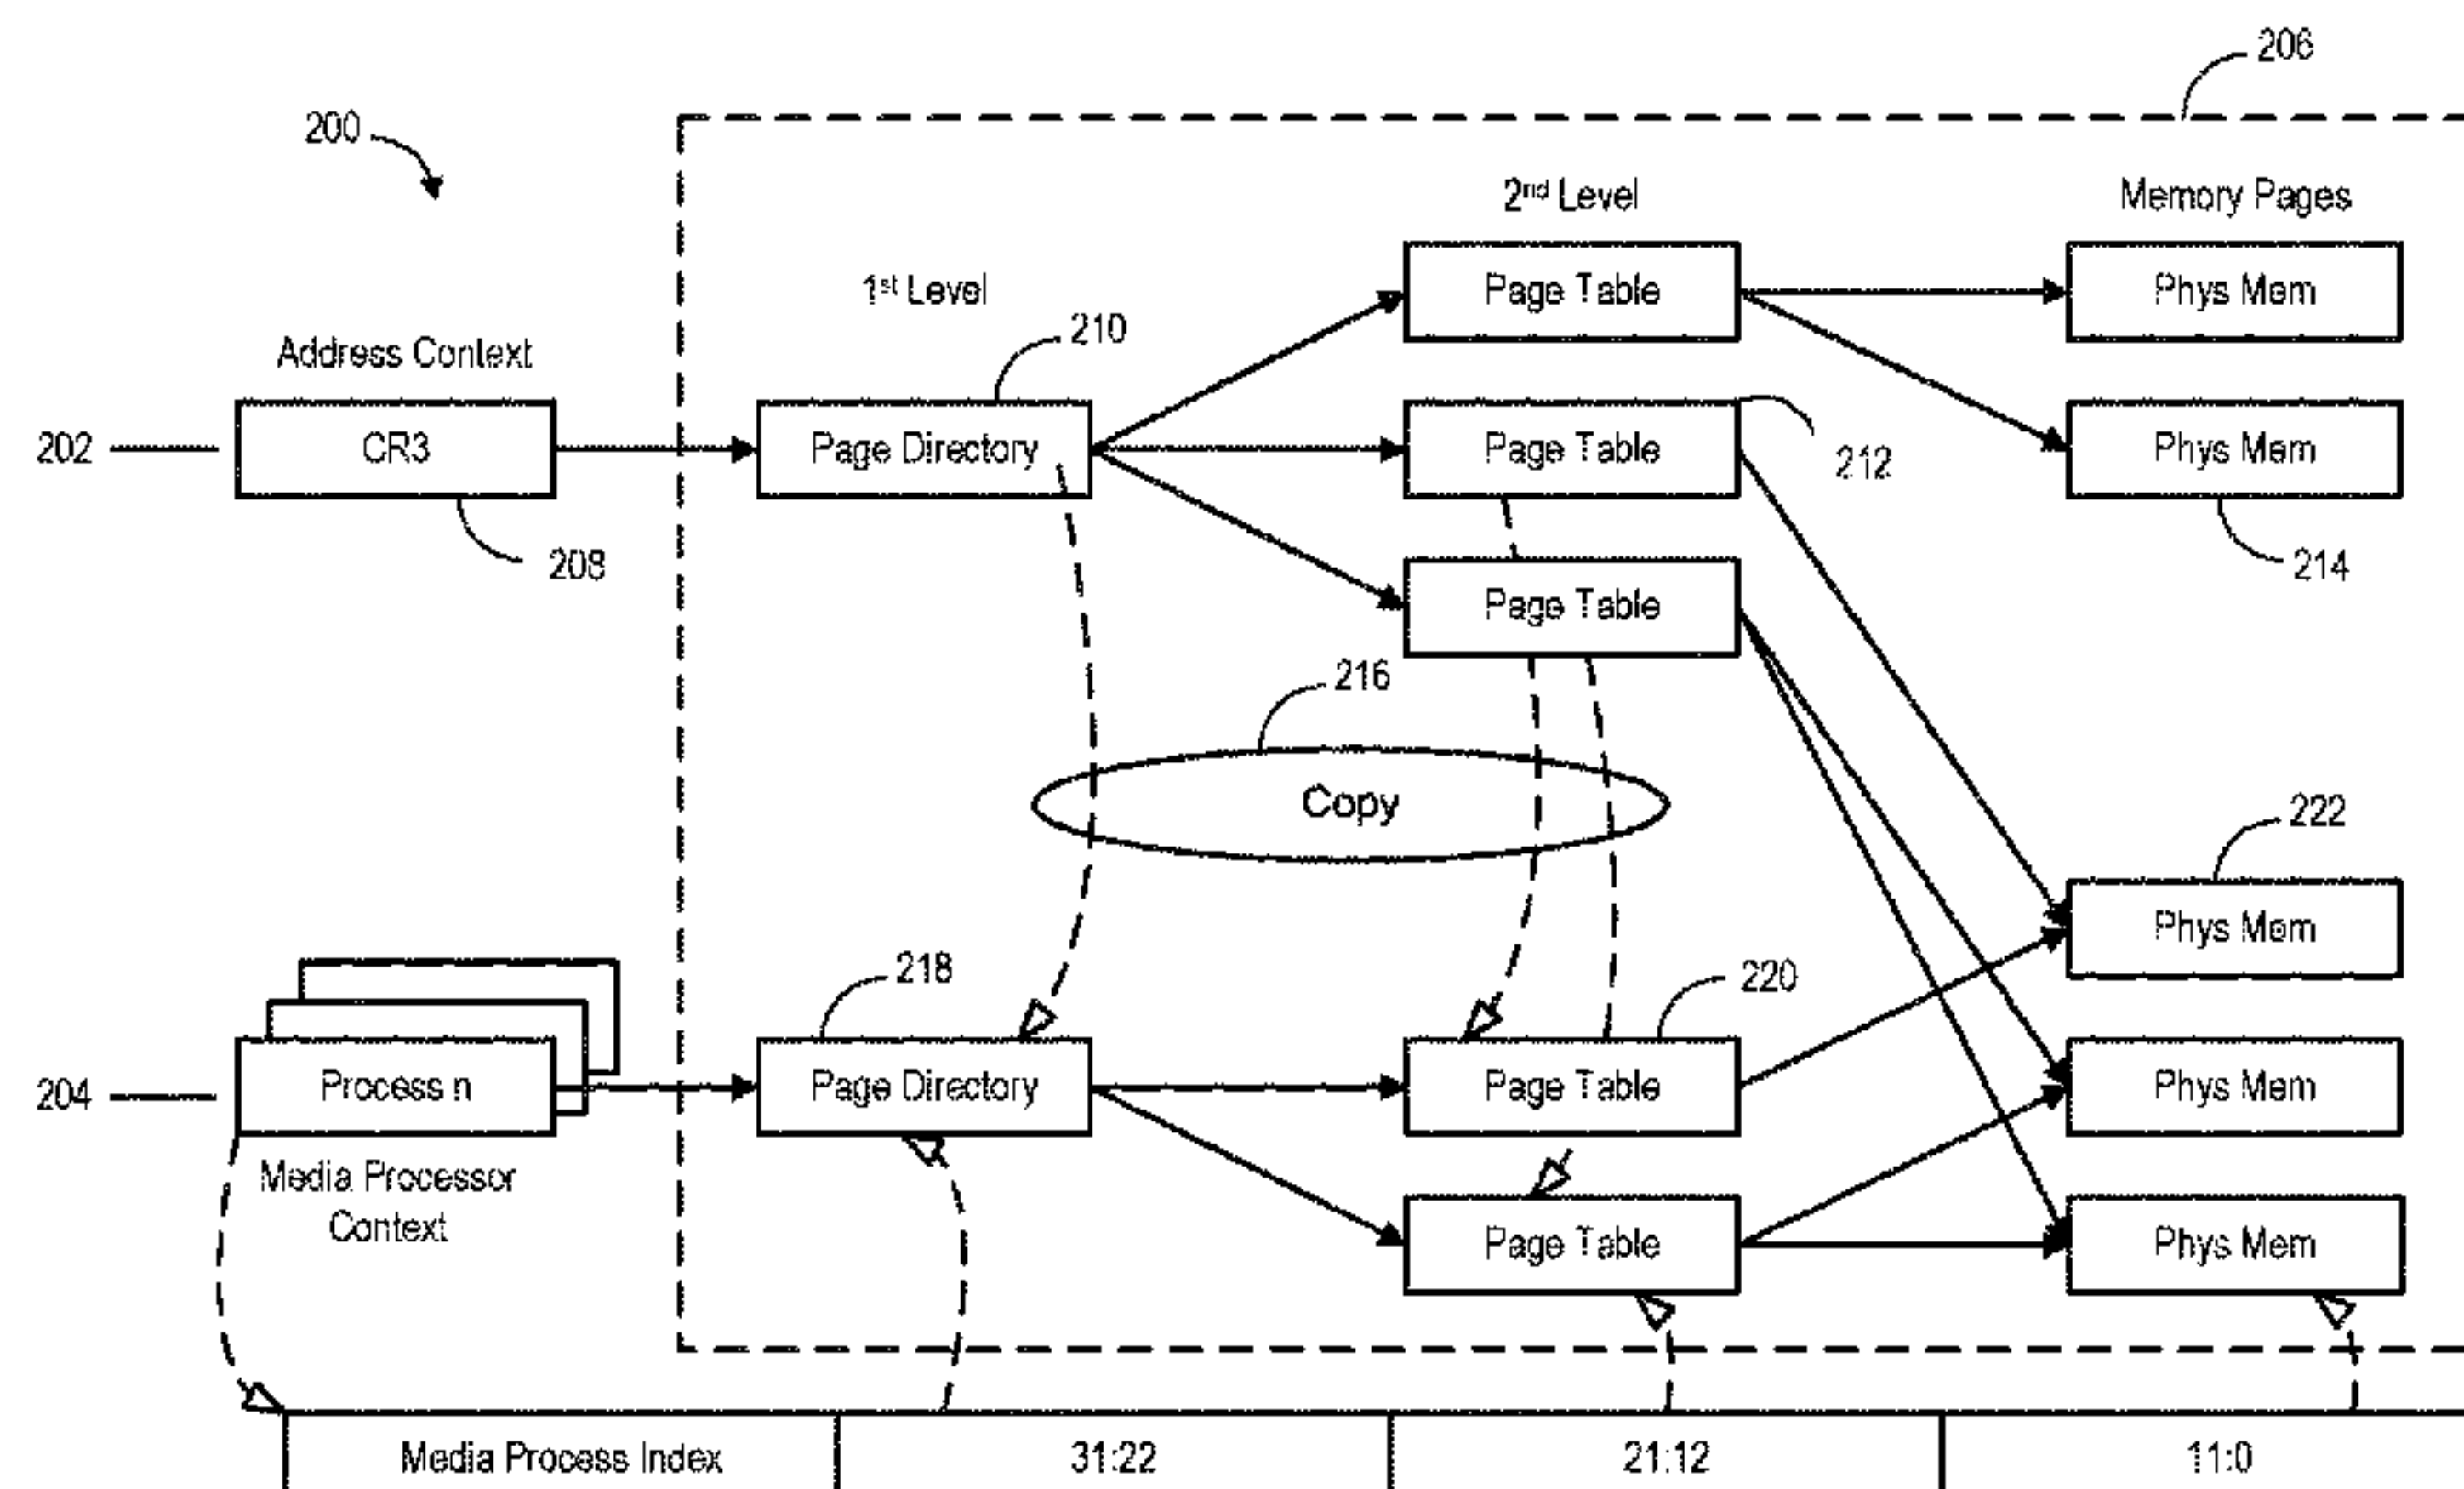 206
200
2nd Level
Memory Pages
Page Table
Phys Mem
1st Level
210
Address Context
202
CR3
Page Directory
Page Table
212
Phys Mem
208
214
Page Table
216
Copy
222
Phys Mem
218
220
204
Process n
Page Directory
Page Table
Phys Mem
Media Processor
Context
Page Table
Phys Mem
Media Process Index
31:22
21:12
11:0